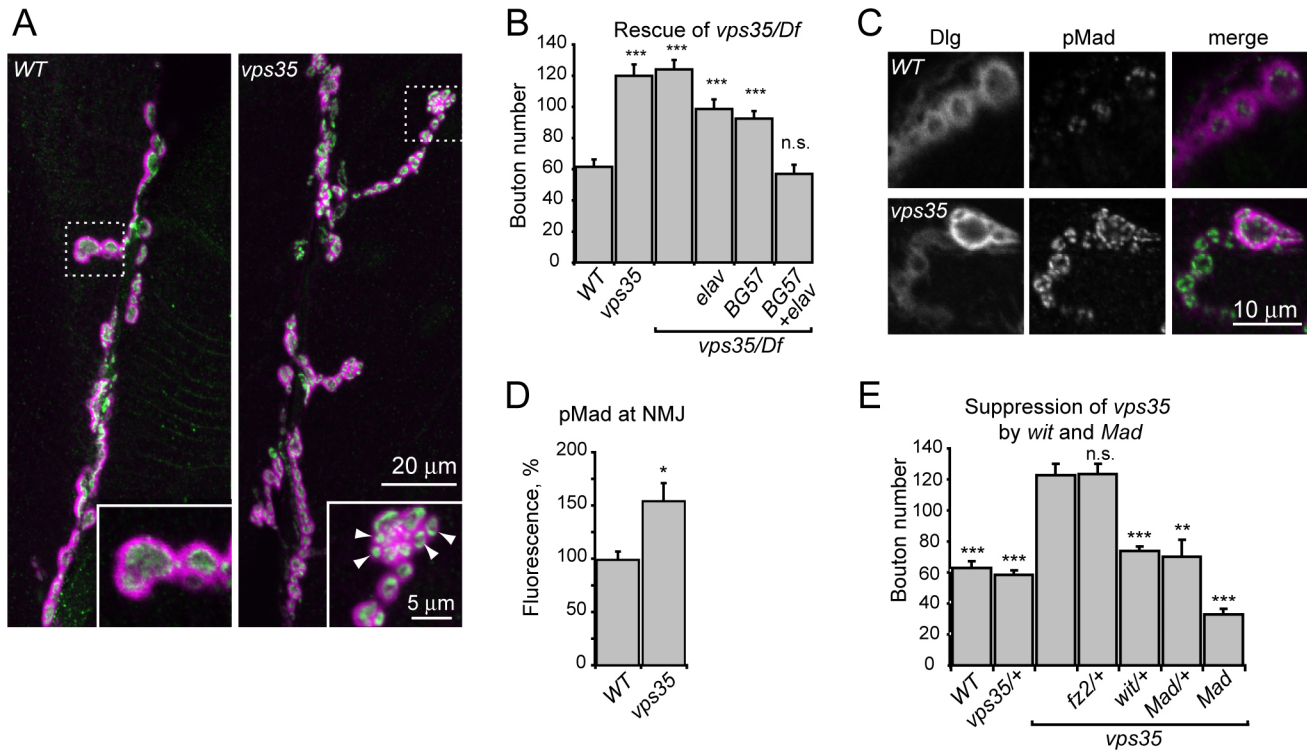 A
WT
vps35
20 μm
5 μm
B
Rescue of vps35/Df
Bouton number
140
120
100
80
60
40
20
0
***
***
***
***
n.s.
WT
vps35
elav
BG57
BG57
+elav
vps35/Df
C
Dlg
pMad
merge
WT
vps35
10 μm
D
pMad at NMJ
Fluorescence, %
200
150
100
50
0
*
WT
vps35
E
Suppression of vps35
by wit and Mad
Bouton number
140
120
100
80
60
40
20
0
***
***
n.s.
***
**
***
WT
vps35/+
fz2/+
wit/+
Mad/+
Mad
vps35